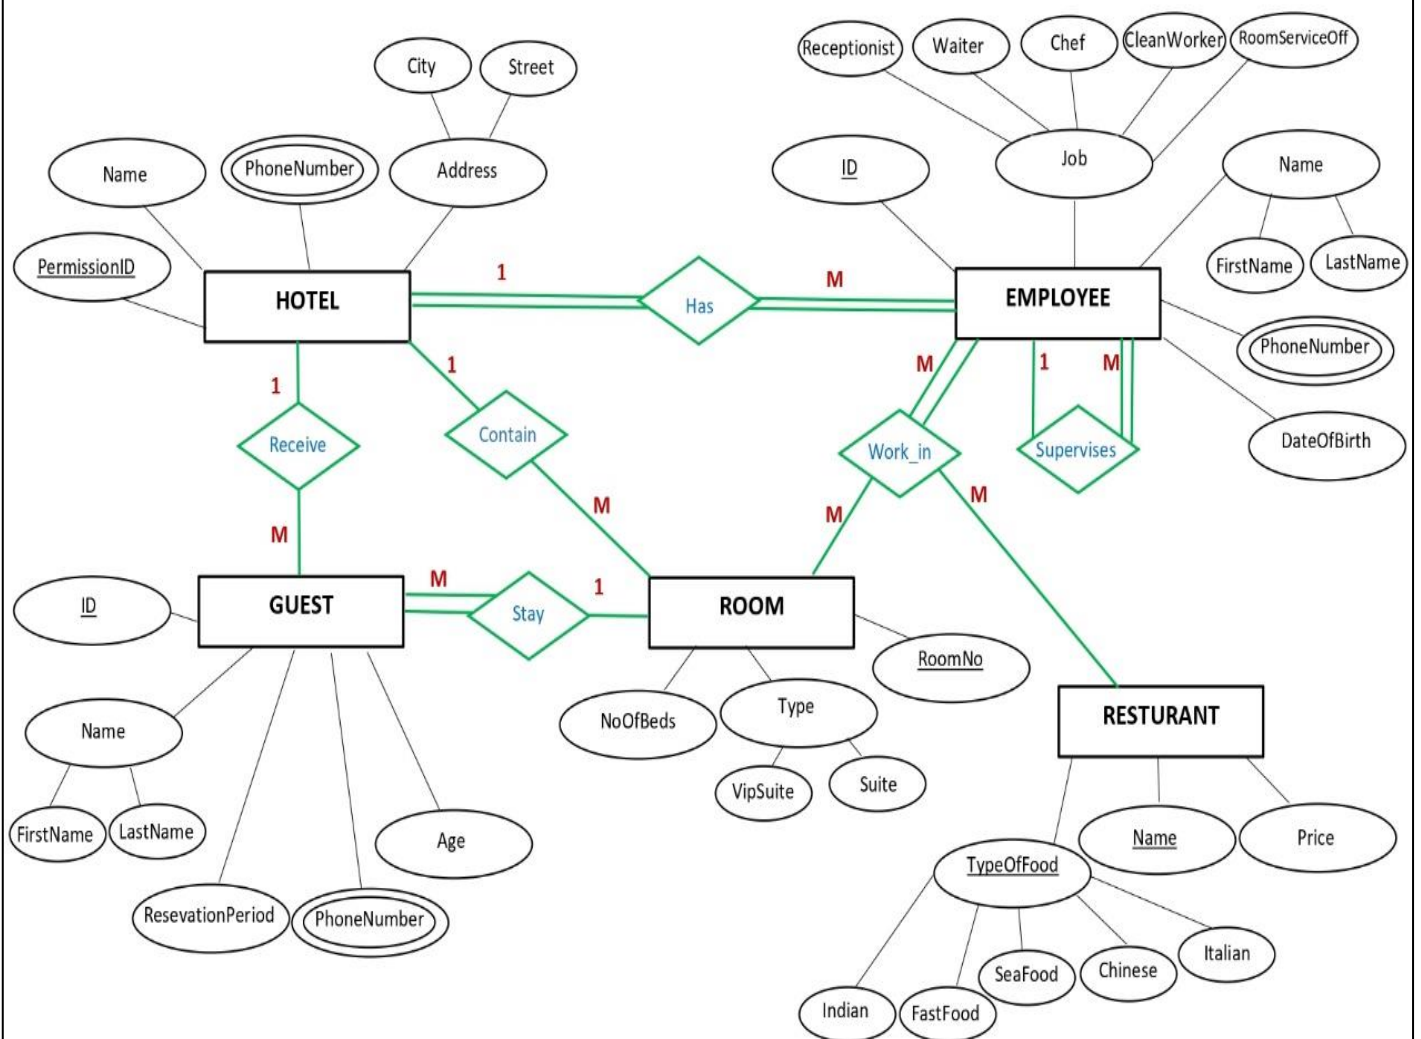 Receptionist
Waiter
Chef
CleanWorker
RoomServiceOff
City
Street
Name
PhoneNumber
Address
ID
Job
Name
PermissionID
FirstName
LastName
HOTEL
1
Has
M
EMPLOYEE
PhoneNumber
1
1
M
1
M
Receive
Contain
Work_in
Supervises
DateOfBirth
M
M
M
M
ID
GUEST
M
Stay
1
ROOM
RoomNo
Name
NoOfBeds
Type
RESTURANT
VipSuite
Suite
FirstName
LastName
Age
Name
Price
TypeOfFood
ResevationPeriod
PhoneNumber
SeaFood
Chinese
Italian
Indian
FastFood